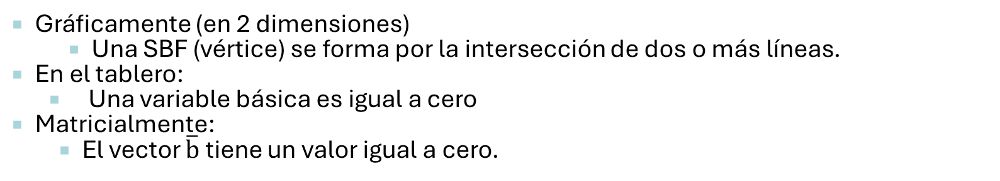 Gráficamente (en 2 dimensiones)
Una SBF (vértice) se forma por la intersección de dos o más líneas.
En el tablero:
Una variable básica es igual a cero
Matricialmente:
El vector b̅ tiene un valor igual a cero.